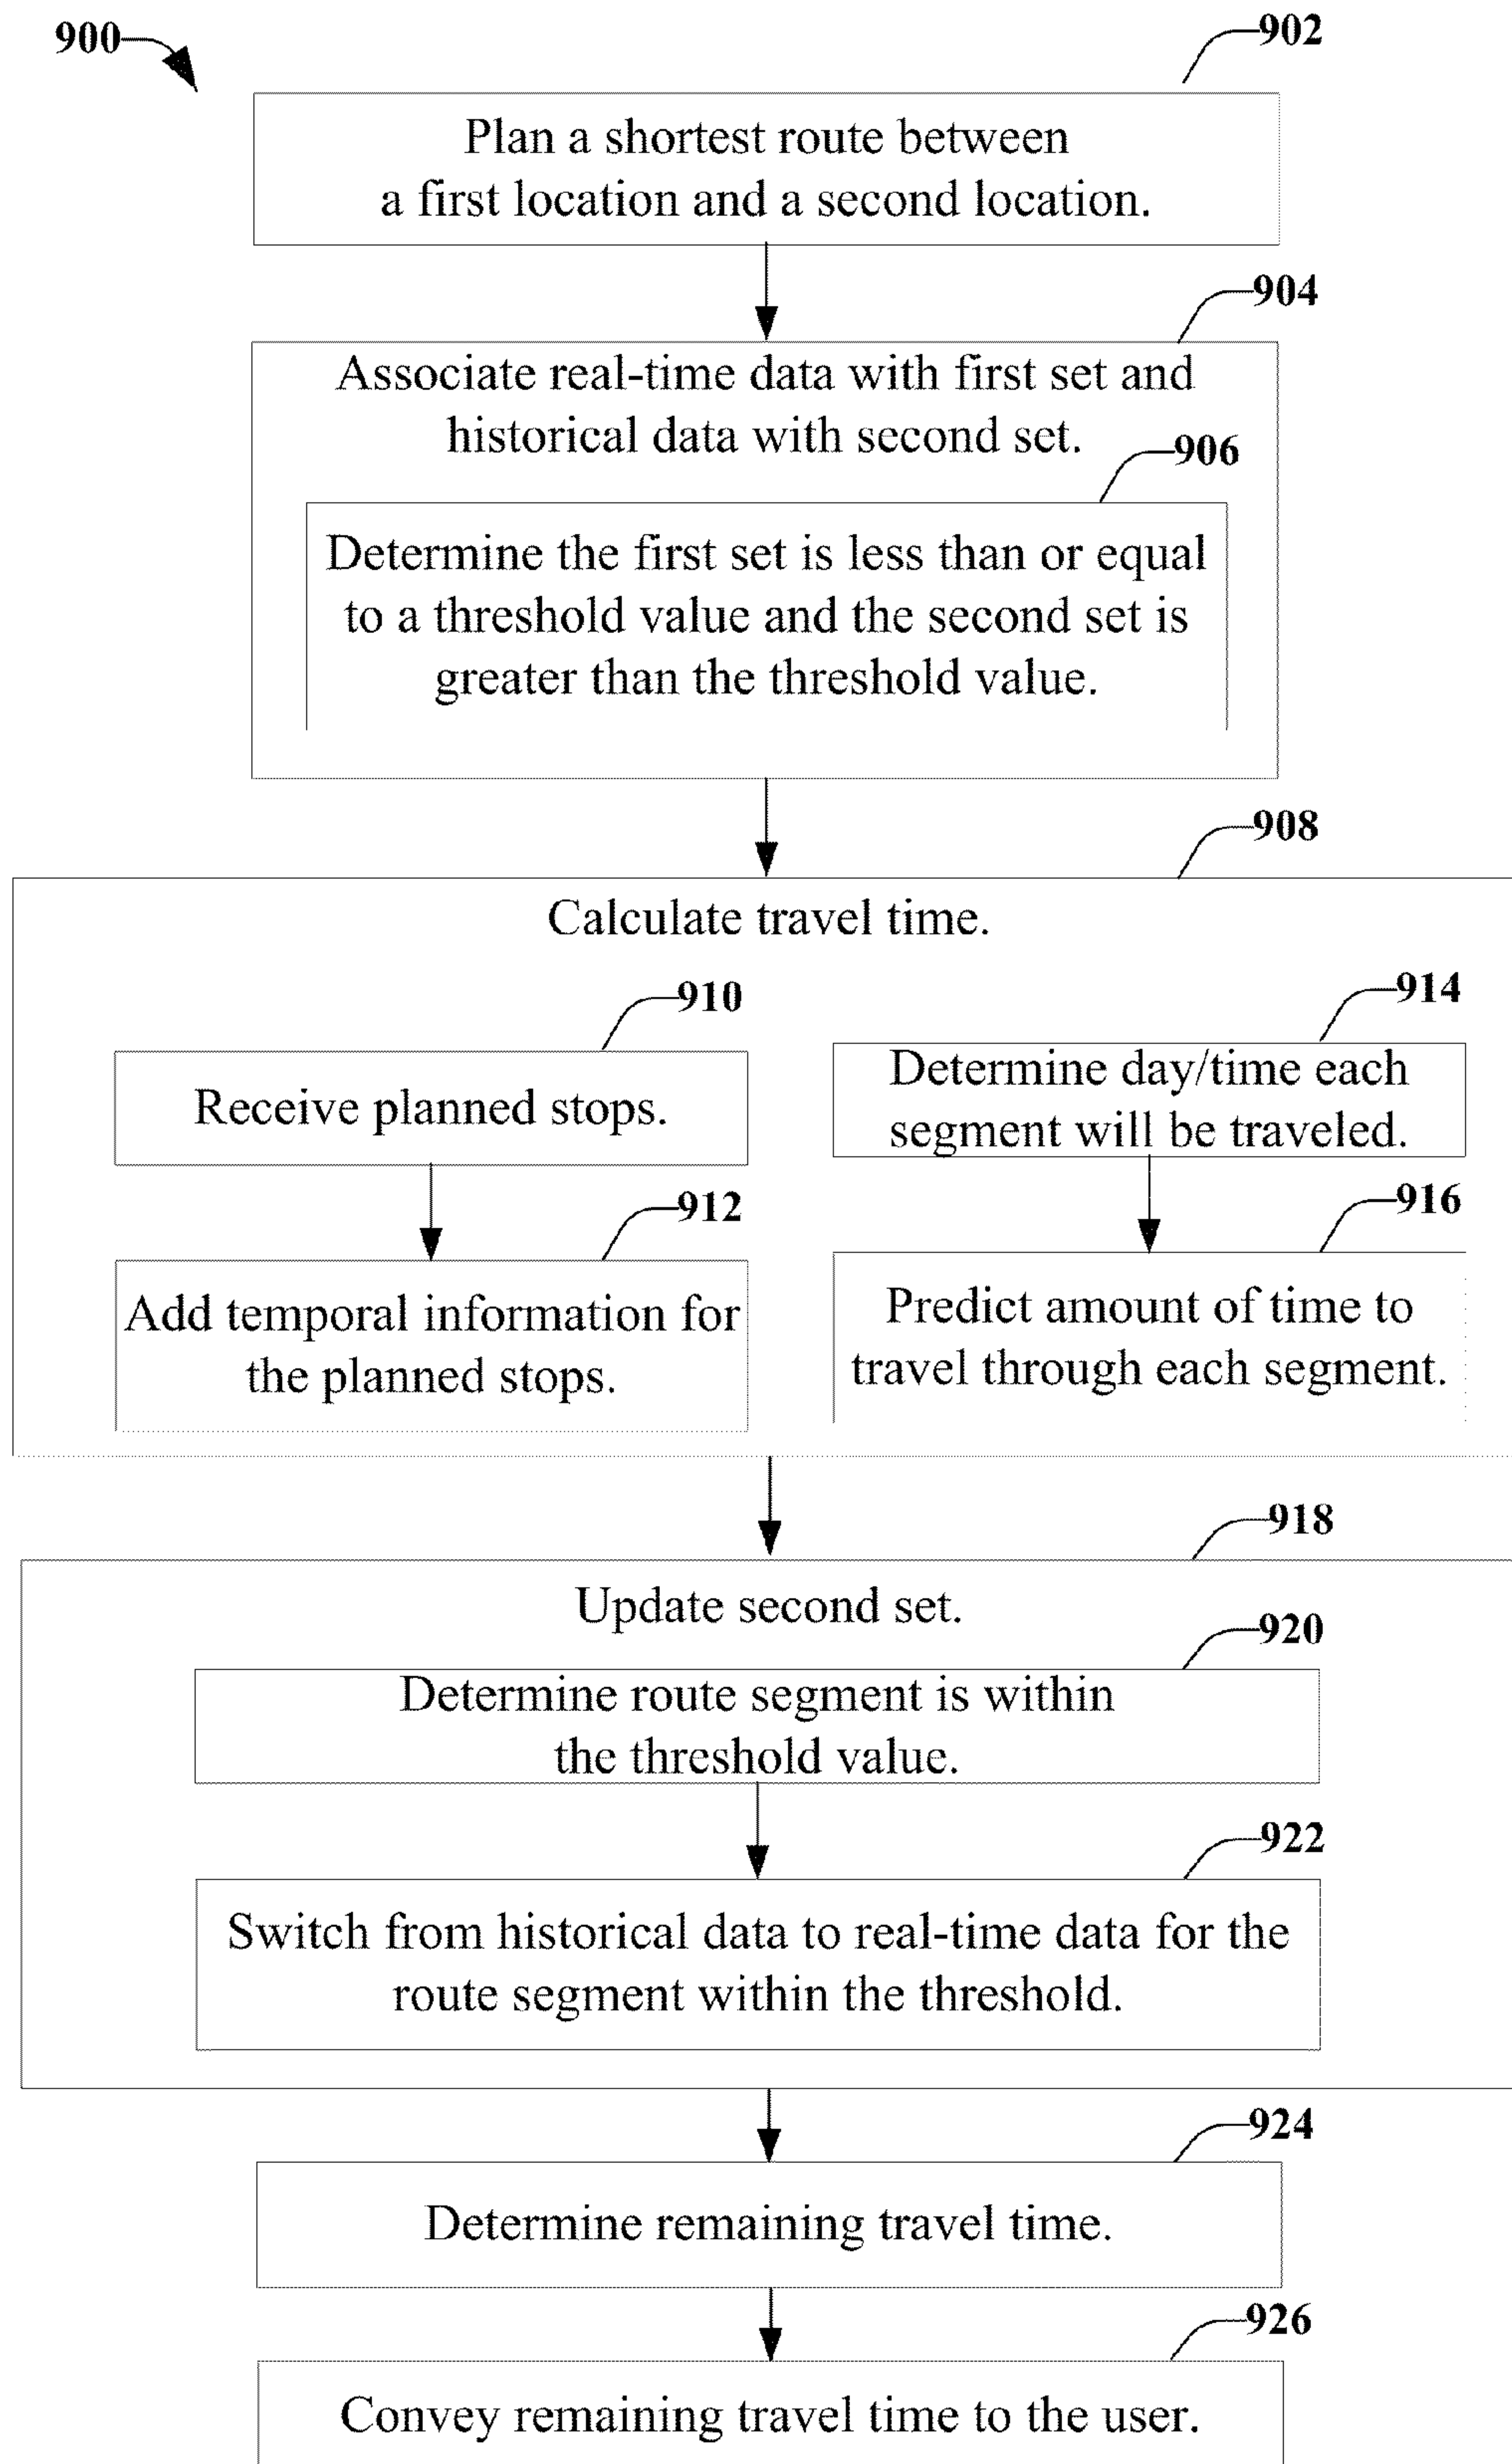 900
902
Plan a shortest route between
a first location and a second location.
904
Associate real-time data with first set and
historical data with second set.
906
Determine the first set is less than or equal
to a threshold value and the second set is
greater than the threshold value.
908
Calculate travel time.
910
Receive planned stops.
912
Add temporal information for
the planned stops.
914
Determine day/time each
segment will be traveled.
916
Predict amount of time to
travel through each segment.
918
Update second set.
920
Determine route segment is within
the threshold value.
922
Switch from historical data to real-time data for the
route segment within the threshold.
924
Determine remaining travel time.
926
Convey remaining travel time to the user.